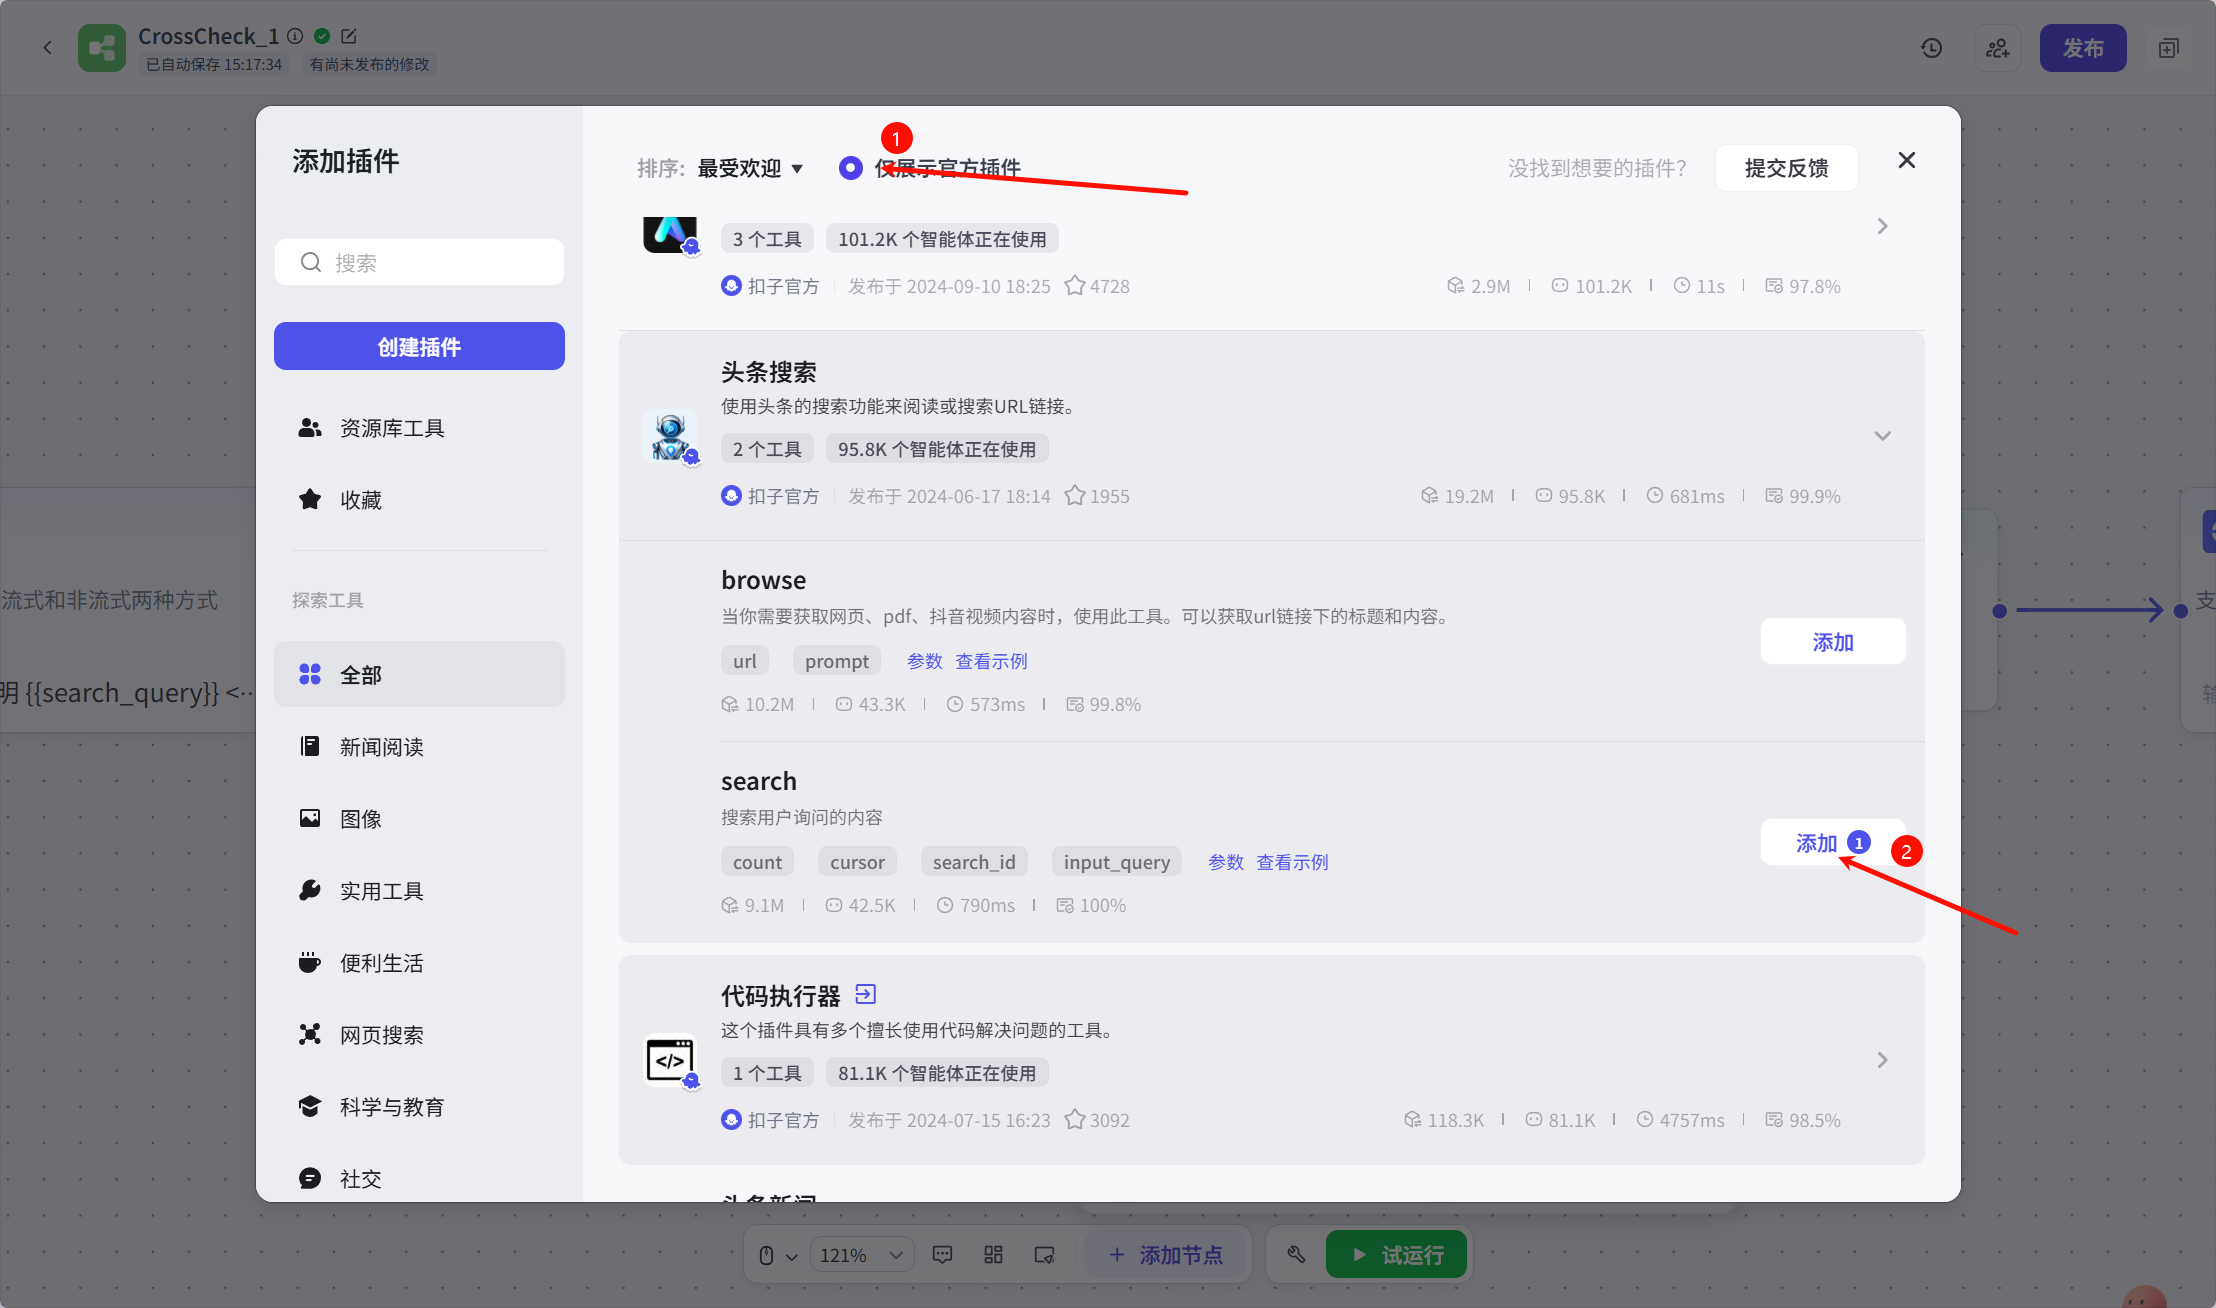 CrossCheck_1
已自动保存 15:17:34
有尚未发布的修改
发布
添加插件
搜索
创建插件
资源库工具
收藏
探索工具
全部
新闻阅读
图像
实用工具
便利生活
网页搜索
科学与教育
社交
排序: 最受欢迎
1
仅展示官方插件
没找到想要的插件?
提交反馈
3 个工具
101.2K 个智能体正在使用
扣子官方
发布于 2024-09-10 18:25
4728
2.9M
101.2K
11s
97.8%
头条搜索
使用头条的搜索功能来阅读或搜索URL链接。
2 个工具
95.8K 个智能体正在使用
扣子官方
发布于 2024-06-17 18:14
1955
19.2M
95.8K
681ms
99.9%
browse
当你需要获取网页、pdf、抖音视频内容时，使用此工具。可以获取url链接下的标题和内容。
url
prompt
参数
查看示例
添加
10.2M
43.3K
573ms
99.8%
search
搜索用户询问的内容
count
cursor
search_id
input_query
参数
查看示例
添加 1
2
9.1M
42.5K
790ms
100%
代码执行器
这个插件具有多个擅长使用代码解决问题的工具。
1 个工具
81.1K 个智能体正在使用
扣子官方
发布于 2024-07-15 16:23
3092
118.3K
81.1K
4757ms
98.5%
头条新闻
流式和非流式两种方式
明 {{search_query}} <···
支
输
121%
添加节点
试运行